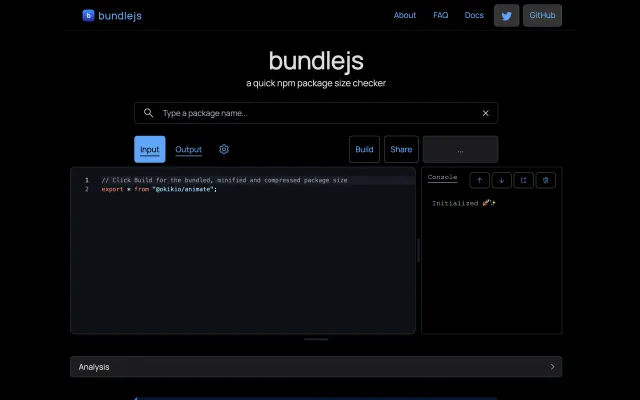 b bundlejs
About
FAQ
Docs
GitHub
bundlejs
a quick npm package size checker
Type a package name...
Input
Output
Build
Share
...
1 // Click Build for the bundled, minified and compressed package size
2 export * from "@okikio/animate";
Console
Initialized 🚀✨
Analysis